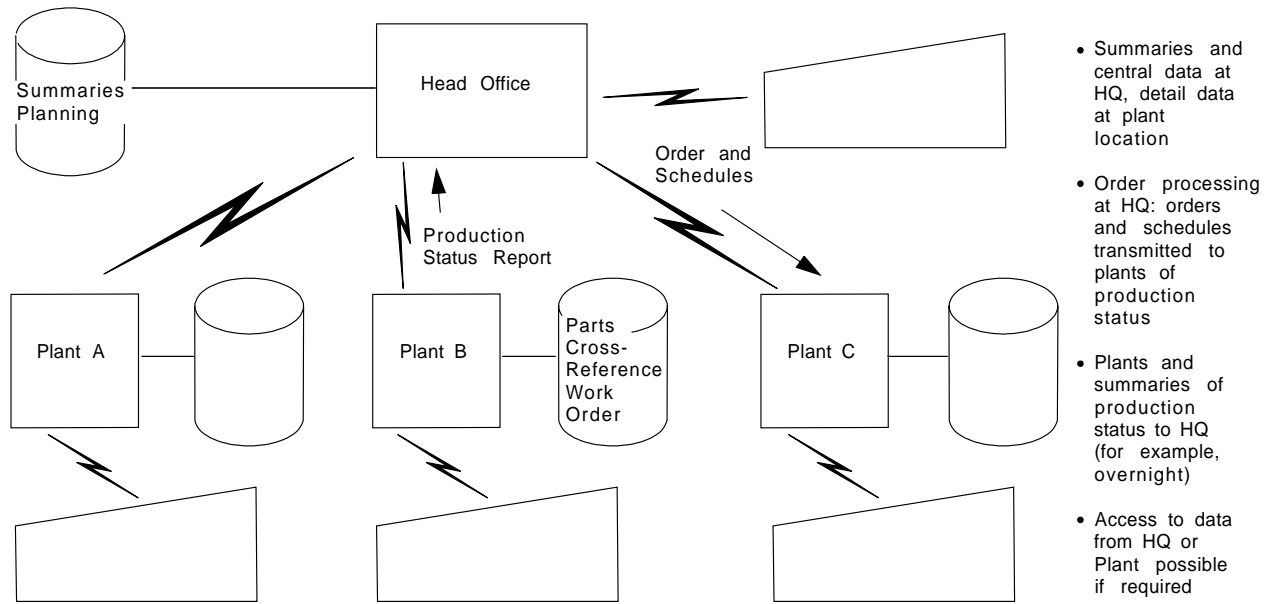 Summaries
Planning
Head Office
Order and
Schedules
Production
Status Report
Plant A
Plant B
Parts
Cross-
Reference
Work
Order
Plant C
• Summaries and
central data at
HQ, detail data
at plant
location
• Order processing
at HQ: orders
and schedules
transmitted to
plants of
production
status
• Plants and
summaries of
production
status to HQ
(for example,
overnight)
• Access to data
from HQ or
Plant possible
if required